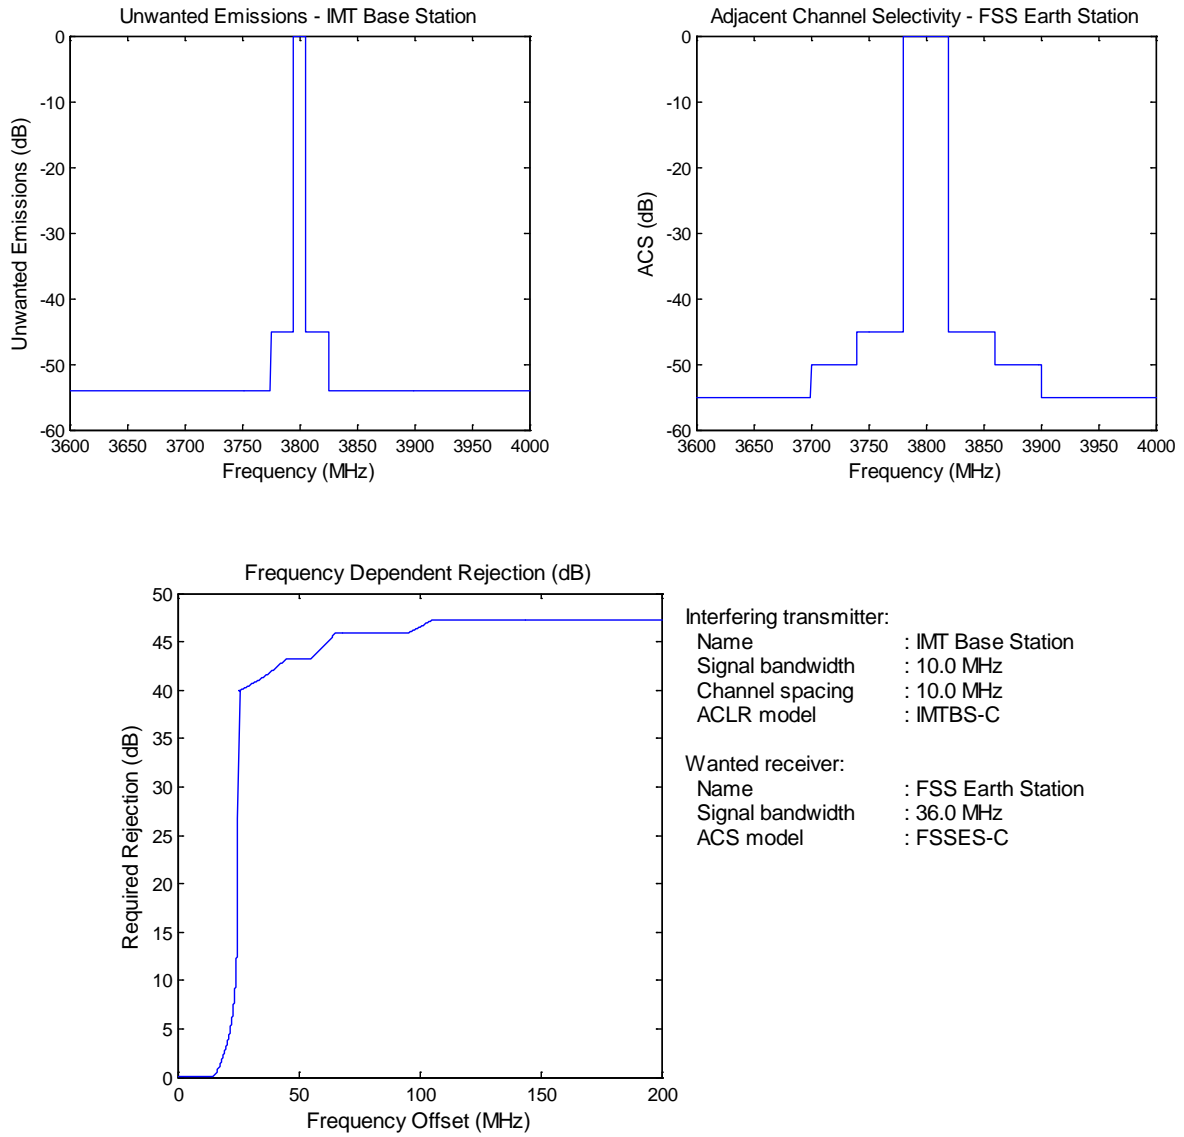 Unwanted Emissions - IMT Base Station
0
-10
-20
-30
-40
-50
-60
Unwanted Emissions (dB)
3600 3650 3700 3750 3800 3850 3900 3950 4000
Frequency (MHz)
Adjacent Channel Selectivity - FSS Earth Station
0
-10
-20
-30
-40
-50
-60
ACS (dB)
3600 3650 3700 3750 3800 3850 3900 3950 4000
Frequency (MHz)
Frequency Dependent Rejection (dB)
50
45
40
35
30
25
20
15
10
5
0
Required Rejection (dB)
0 50 100 150 200
Frequency Offset (MHz)
Interfering transmitter:
Name : IMT Base Station
Signal bandwidth : 10.0 MHz
Channel spacing : 10.0 MHz
ACLR model : IMTBS-C
Wanted receiver:
Name : FSS Earth Station
Signal bandwidth : 36.0 MHz
ACS model : FSSES-C